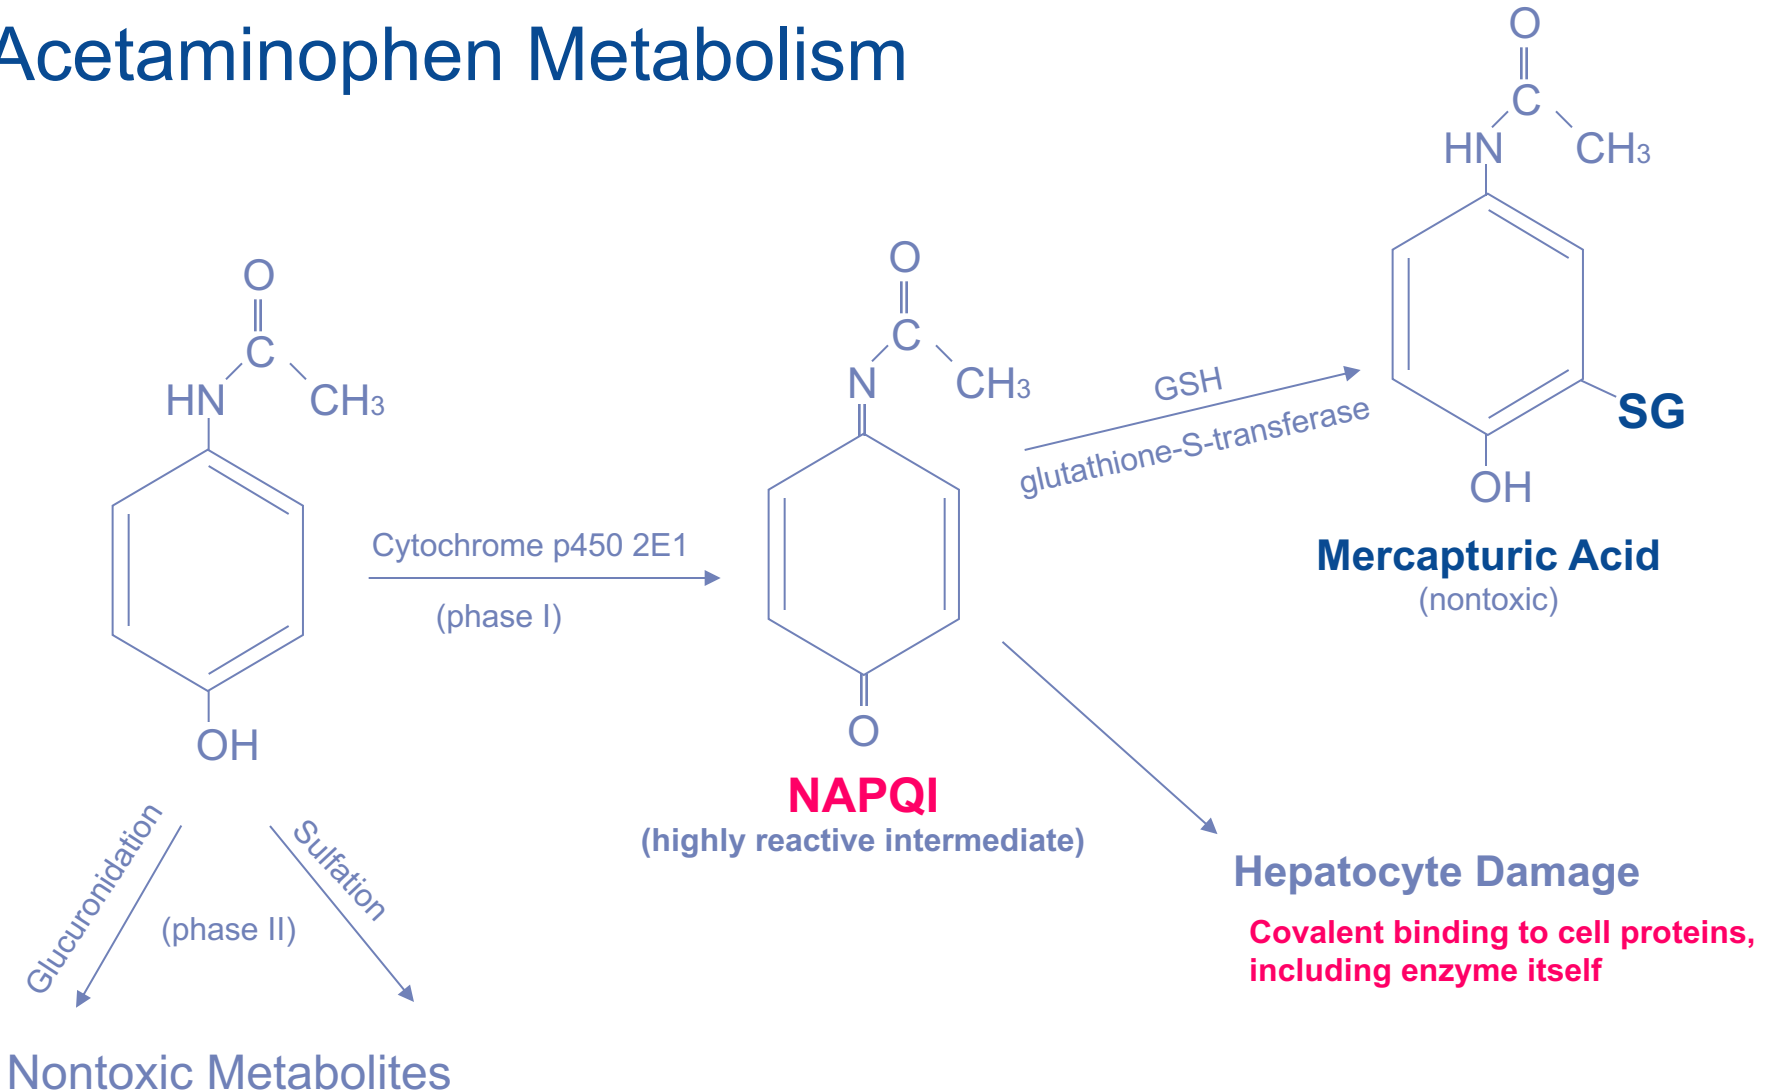 Acetaminophen Metabolism
O
C
HN
CH3
OH
Cytochrome p450 2E1
(phase I)
Glucuronidation
Sulfation
(phase II)
Nontoxic Metabolites
O
C
N
CH3
O
NAPQI
(highly reactive intermediate)
GSH
glutathione-S-transferase
O
C
HN
CH3
SG
OH
Mercapturic Acid
(nontoxic)
Hepatocyte Damage
Covalent binding to cell proteins,
including enzyme itself